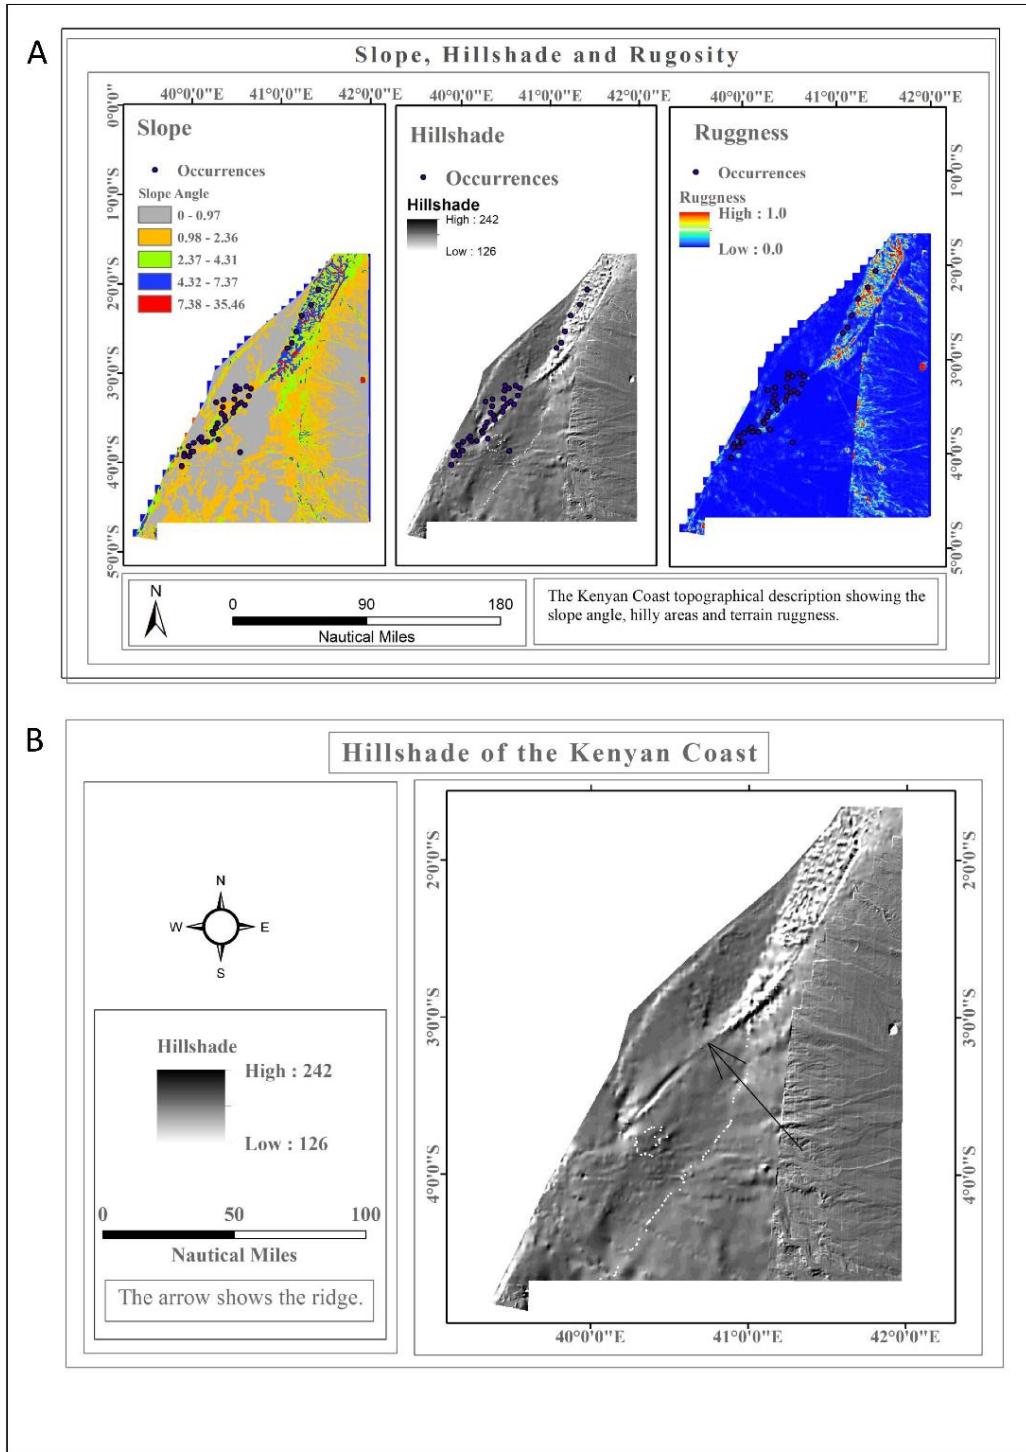 A
Slope, Hillshade and Rugosity
40°0'0"E 41°0'0"E 42°0'0"E
40°0'0"E 41°0'0"E 42°0'0"E
40°0'0"E 41°0'0"E 42°0'0"E
0°0'0"
1°0'0"S
2°0'0"S
3°0'0"S
4°0'0"S
5°0'0"S
Slope
Occurrences
Slope Angle
0 - 0.97
0.98 - 2.36
2.37 - 4.31
4.32 - 7.37
7.38 - 35.46
Hillshade
Occurrences
Hillshade
High : 242
Low : 126
Ruggness
Occurrences
Ruggness
High : 1.0
Low : 0.0
1°0'0"S
2°0'0"S
3°0'0"S
4°0'0"S
5°0'0"S
N
0 90 180
Nautical Miles
The Kenyan Coast topographical description showing the
slope angle, hilly areas and terrain ruggness.
B
Hillshade of the Kenyan Coast
N
W E
S
Hillshade
High : 242
Low : 126
0 50 100
Nautical Miles
The arrow shows the ridge.
2°0'0"S
3°0'0"S
4°0'0"S
2°0'0"S
3°0'0"S
4°0'0"S
40°0'0"E 41°0'0"E 42°0'0"E